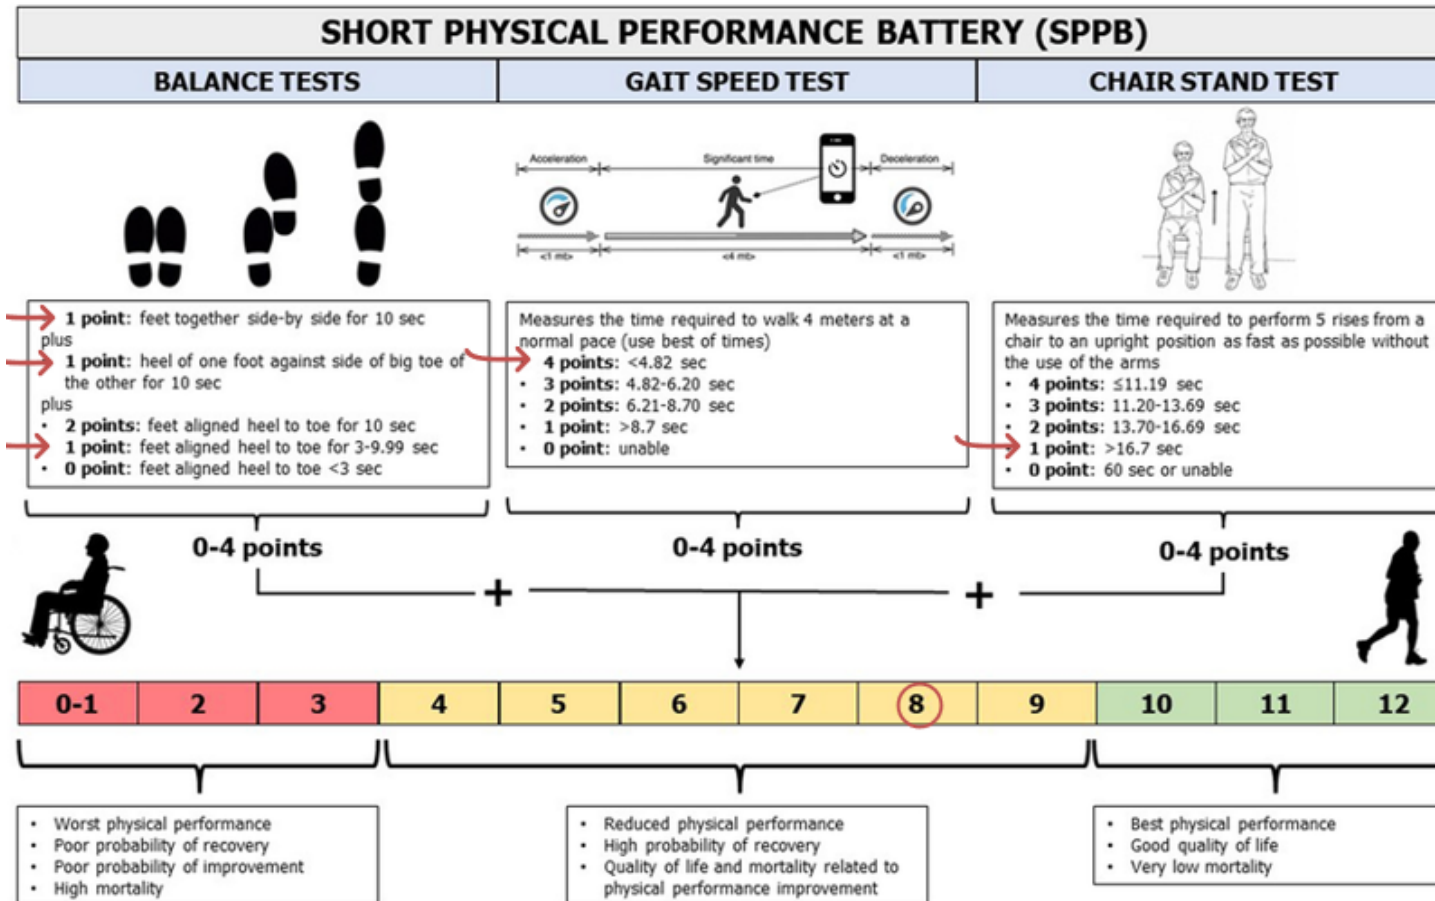 SHORT PHYSICAL PERFORMANCE BATTERY (SPPB)
BALANCE TESTS
GAIT SPEED TEST
CHAIR STAND TEST
Acceleration
Significant time
Deceleration
<1 mt>
<4 mt>
<1 mt>
1 point: feet together side-by side for 10 sec
plus
1 point: heel of one foot against side of big toe of
the other for 10 sec
plus
• 2 points: feet aligned heel to toe for 10 sec
1 point: feet aligned heel to toe for 3-9.99 sec
• 0 point: feet aligned heel to toe <3 sec
Measures the time required to walk 4 meters at a
normal pace (use best of times)
4 points: <4.82 sec
• 3 points: 4.82-6.20 sec
• 2 points: 6.21-8.70 sec
• 1 point: >8.7 sec
• 0 point: unable
Measures the time required to perform 5 rises from a
chair to an upright position as fast as possible without
the use of the arms
• 4 points: ≤11.19 sec
• 3 points: 11.20-13.69 sec
• 2 points: 13.70-16.69 sec
1 point: >16.7 sec
• 0 point: 60 sec or unable
0-4 points
0-4 points
0-4 points
+
+
0-1 2 3 4 5 6 7 8 9 10 11 12
• Worst physical performance
• Poor probability of recovery
• Poor probability of improvement
• High mortality
• Reduced physical performance
• High probability of recovery
• Quality of life and mortality related to
physical performance improvement
• Best physical performance
• Good quality of life
• Very low mortality